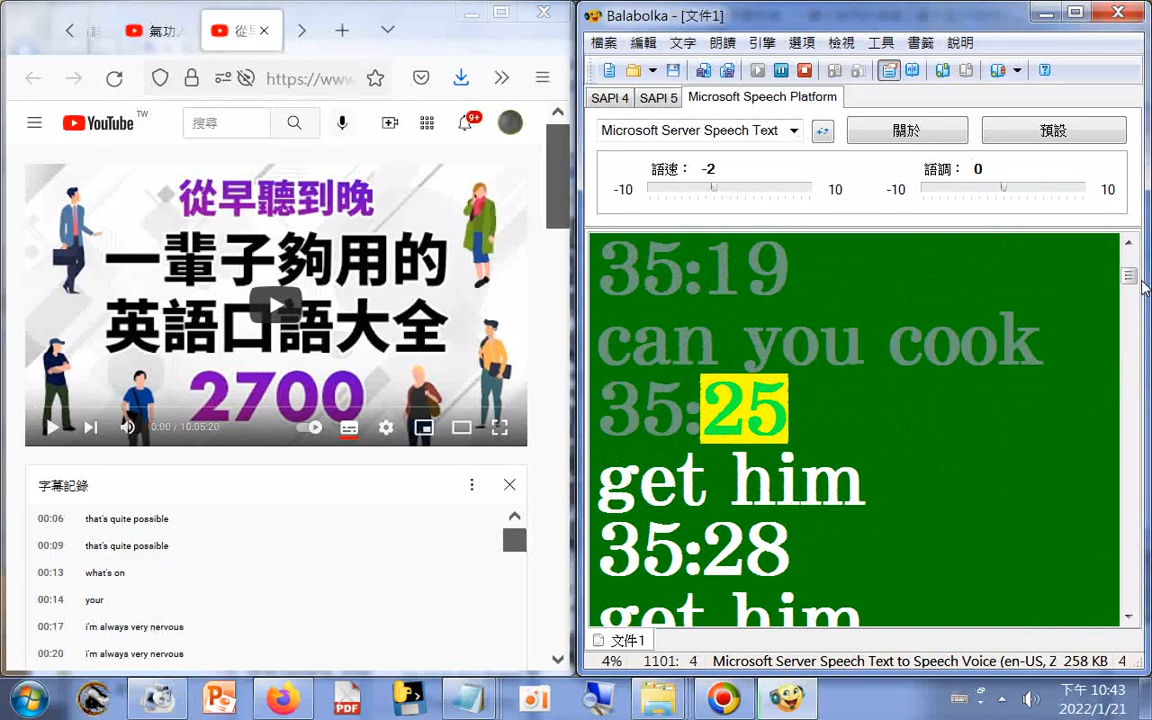 氣功
從
https://www
YouTube TW
搜尋
9+
從早聽到晚
一輩子夠用的
英語口語大全
2700
0:00 / 10:05:20
字幕記錄
00:06 that's quite possible
00:09 that's quite possible
00:13 what's on
00:14 your
00:17 i'm always very nervous
00:20 i'm always very nervous
Balabolka - [文件1]
檔案 編輯 文字 朗讀 引擎 選項 檢視 工具 書籤 說明
SAPI 4 SAPI 5 Microsoft Speech Platform
Microsoft Server Speech Text 關於 預設
語速： -2 語調： 0
-10 10 -10 10
35:19
can you cook
35:25
get him
35:28
get him
文件1
4% 1101: 4 Microsoft Server Speech Text to Speech Voice (en-US, Z 258 KB 4
PDF
下午 10:43
2022/1/21